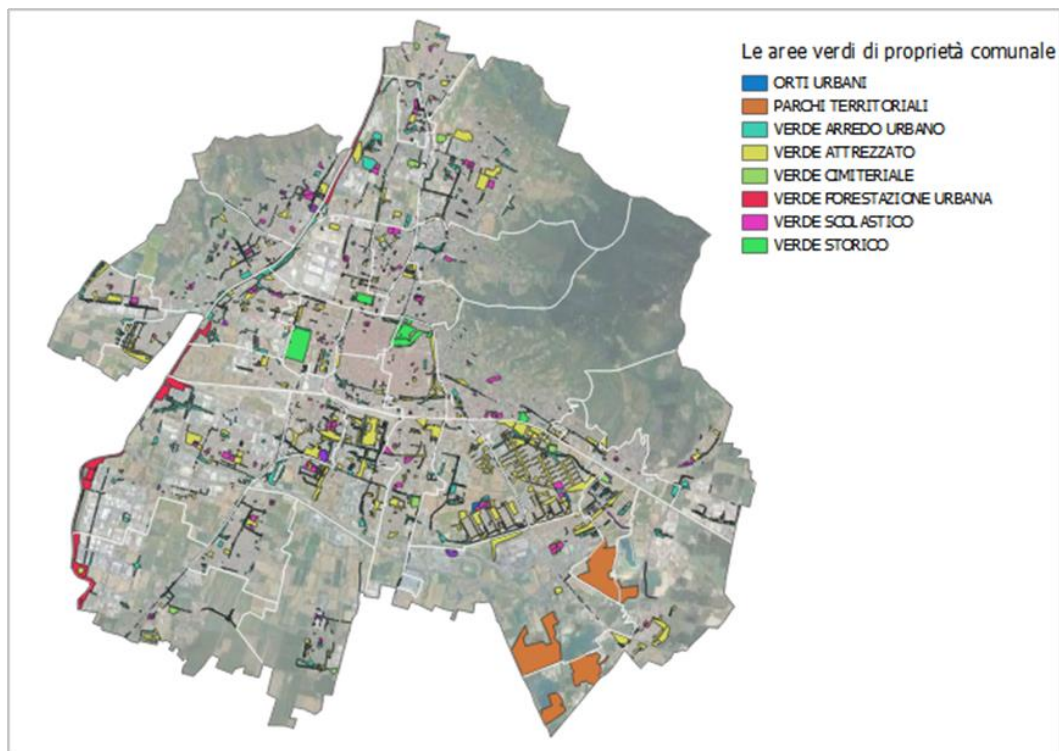 Le aree verdi di proprietà comunale
ORTI URBANI
PARCHI TERRITORIALI
VERDE ARREDO URBANO
VERDE ATTREZZATO
VERDE CIMITERIALE
VERDE FORESTAZIONE URBANA
VERDE SCOLASTICO
VERDE STORICO